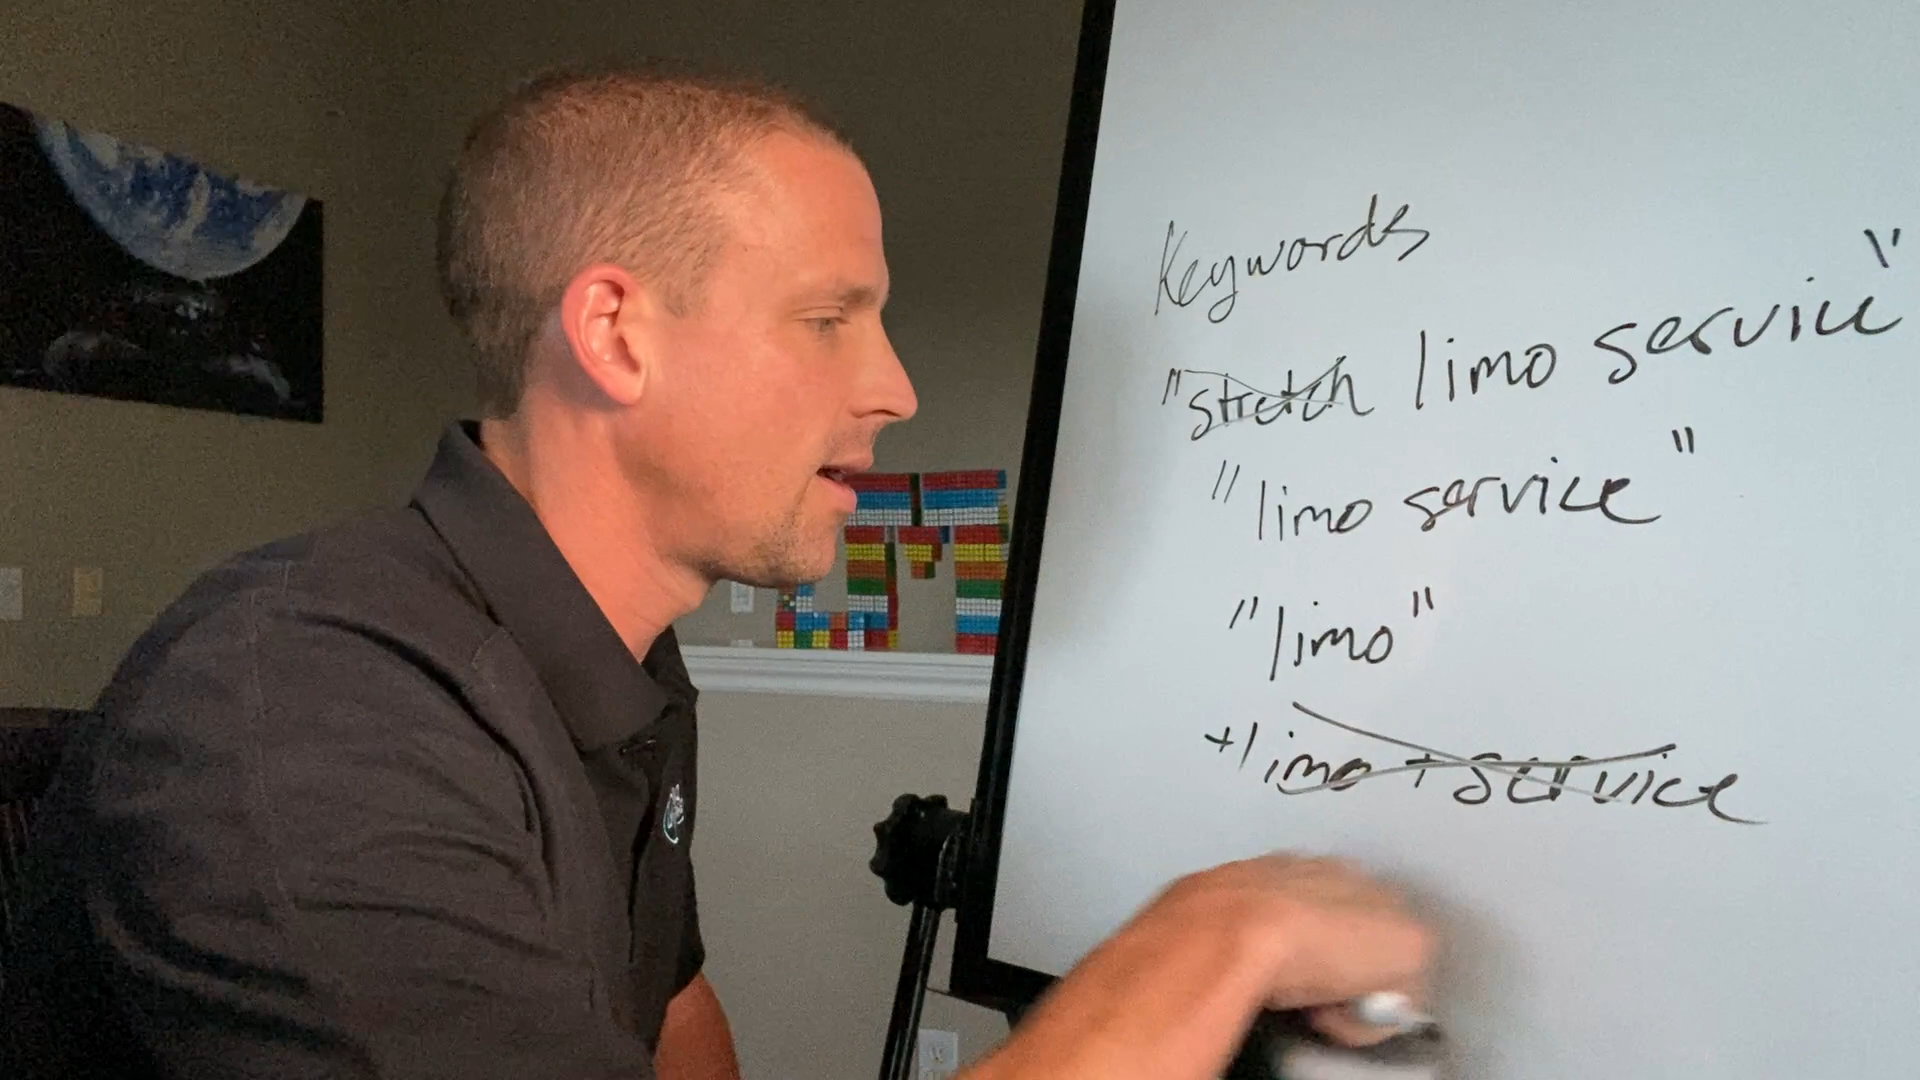 Keywords
"stretch limo service"
"limo service"
"limo"
+limo +service